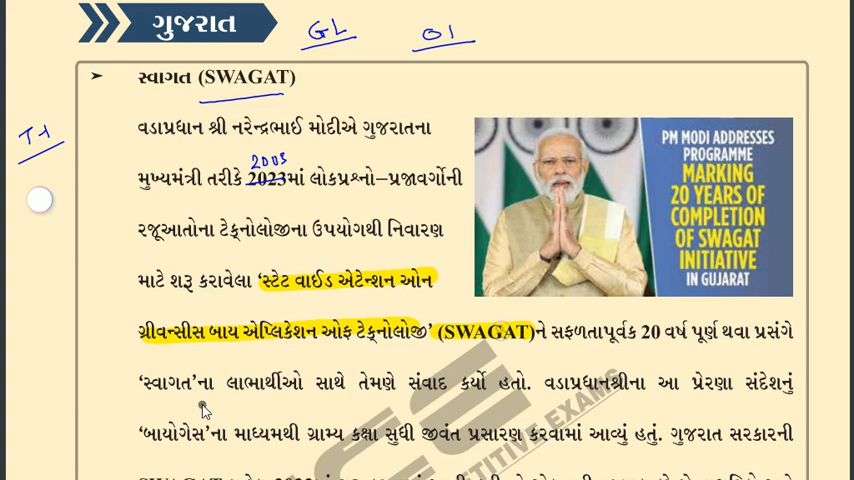 ગુજરાત
GL
01
➤ સ્વાગત (SWAGAT)
T-1
વડાપ્રધાન શ્રી નરેન્દ્રભાઈ મોદીએ ગુજરાતના
2003
મુખ્યમંત્રી તરીકે 2023માં લોકપ્રશ્નો–પ્રજાવર્ગોની
રજૂઆતોના ટેક્નોલોજીના ઉપયોગથી નિવારણ
માટે શરૂ કરાવેલા ‘સ્ટેટ વાઈડ એટેન્શન ઓન
ગ્રીવન્સીસ બાય એપ્લિકેશન ઓફ ટેક્નોલોજી’ (SWAGAT)ને સફળતાપૂર્વક 20 વર્ષ પૂર્ણ થવા પ્રસંગે
‘સ્વાગત’ના લાભાર્થીઓ સાથે તેમણે સંવાદ કર્યો હતો. વડાપ્રધાનશ્રીના આ પ્રેરણા સંદેશનું
‘બાયોગેસ’ના માધ્યમથી ગ્રામ્ય કક્ષા સુધી જીવંત પ્રસારણ કરવામાં આવ્યું હતું. ગુજરાત સરકારની
PM MODI ADDRESSES
PROGRAMME
MARKING
20 YEARS OF
COMPLETION
OF SWAGAT
INITIATIVE
IN GUJARAT
EXAMS